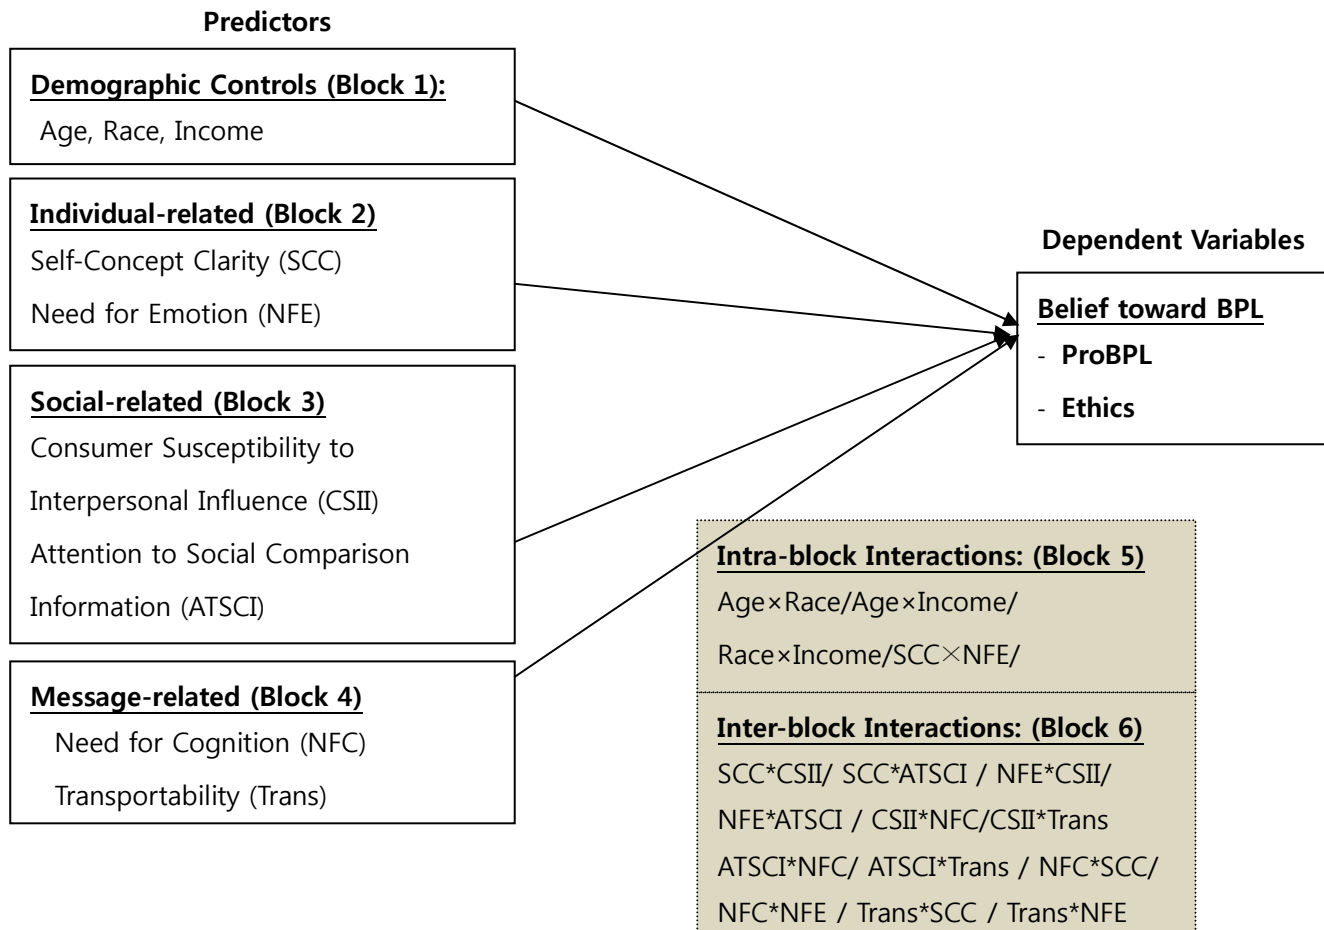 Predictors
Demographic Controls (Block 1):
Age, Race, Income
Individual-related (Block 2)
Self-Concept Clarity (SCC)
Need for Emotion (NFE)
Social-related (Block 3)
Consumer Susceptibility to
Interpersonal Influence (CSII)
Attention to Social Comparison
Information (ATSCI)
Message-related (Block 4)
Need for Cognition (NFC)
Transportability (Trans)
Dependent Variables
Belief toward BPL
- ProBPL
- Ethics
Intra-block Interactions: (Block 5)
Age×Race/Age×Income/
Race×Income/SCC×NFE/
Inter-block Interactions: (Block 6)
SCC*CSII/ SCC*ATSCI / NFE*CSII/
NFE*ATSCI / CSII*NFC/CSII*Trans
ATSCI*NFC/ ATSCI*Trans / NFC*SCC/
NFC*NFE / Trans*SCC / Trans*NFE